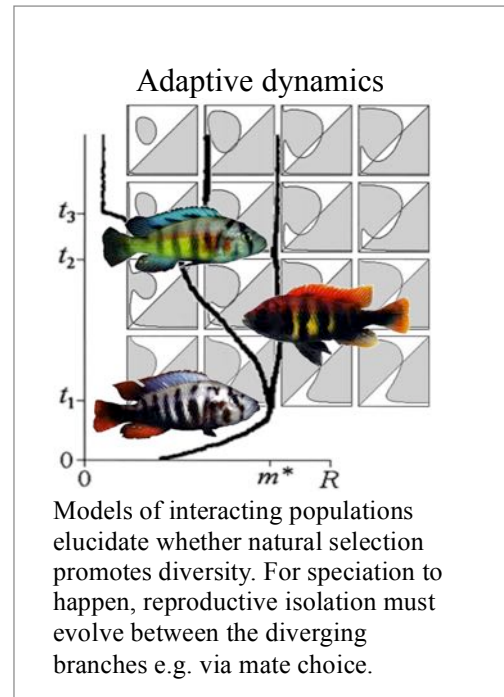 Adaptive dynamics
t₃
t₂
t₁
0
0 m* R
Models of interacting populations
elucidate whether natural selection
promotes diversity. For speciation to
happen, reproductive isolation must
evolve between the diverging
branches e.g. via mate choice.